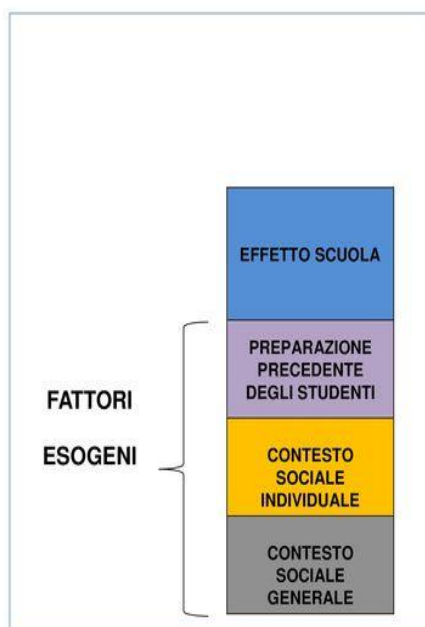 EFFETTO SCUOLA
PREPARAZIONE
PRECEDENTE
DEGLI STUDENTI
FATTORI
ESOGENI
CONTESTO
SOCIALE
INDIVIDUALE
CONTESTO
SOCIALE
GENERALE